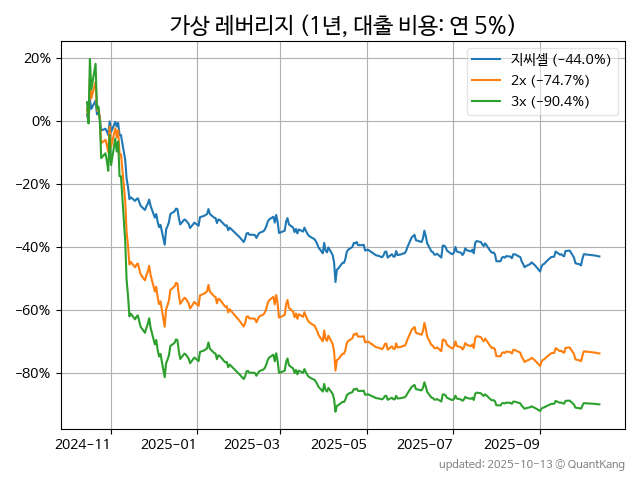 가상 레버리지 (1년, 대출 비용: 연 5%)
지씨셀 (−44.0%)
2x (−74.7%)
3x (−90.4%)
20%
0%
−20%
−40%
−60%
−80%
2024-11
2025-01
2025-03
2025-05
2025-07
2025-09
updated: 2025-10-13 © QuantKang